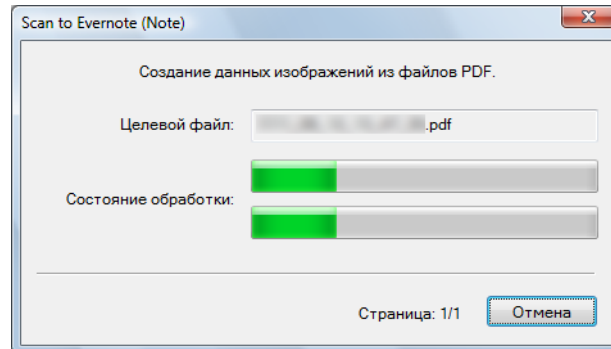 Scan to Evernote (Note)
Создание данных изображений из файлов PDF.
Целевой файл: .pdf
Состояние обработки:
Страница: 1/1 Отмена